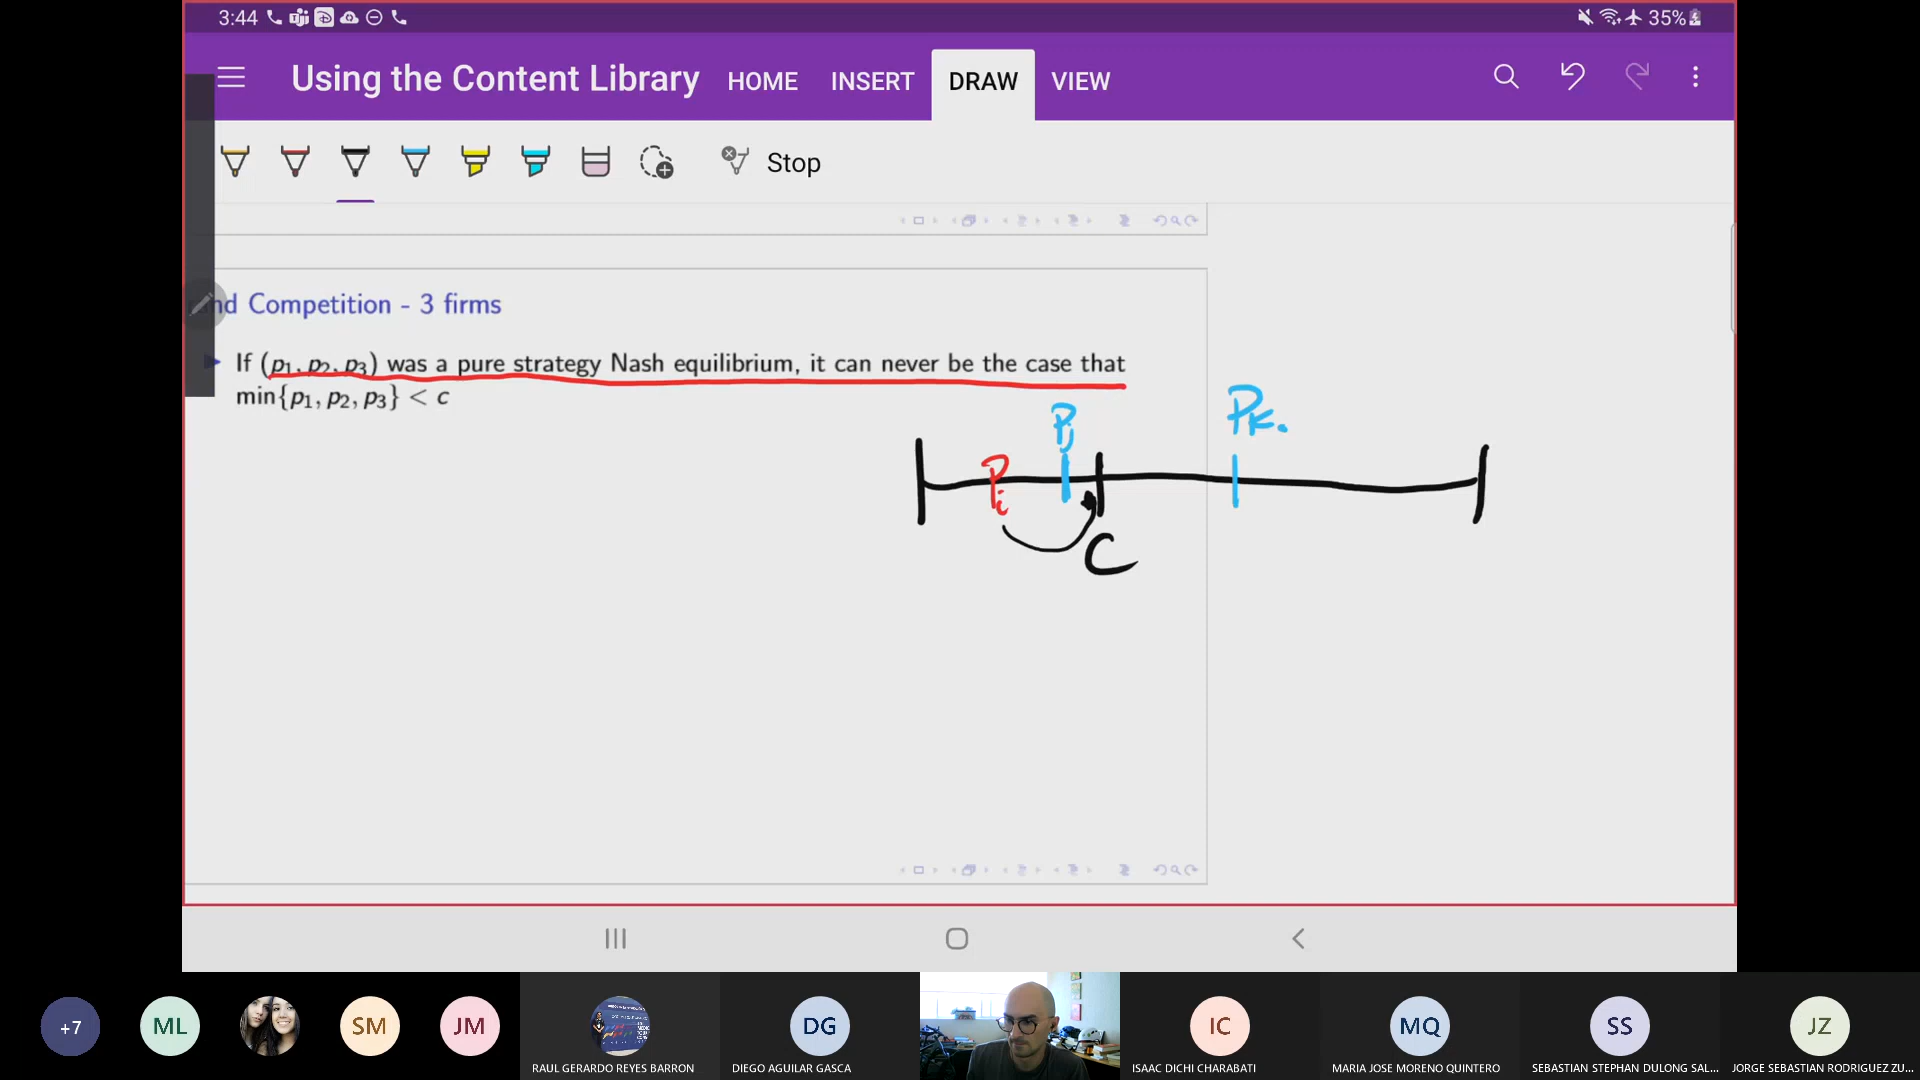 3:44 35%
Using the Content Library HOME INSERT DRAW VIEW
Stop
nd Competition - 3 firms
If (p₁, p₂, p₃) was a pure strategy Nash equilibrium, it can never be the case that
min{p₁, p₂, p₃} < c
Pj
PK.
Pi
C
+7 ML SM JM DG IC MQ SS JZ
RAUL GERARDO REYES BARRON DIEGO AGUILAR GASCA ISAAC DICHI CHARABATI MARIA JOSE MORENO QUINTERO SEBASTIAN STEPHAN DULONG SAL... JORGE SEBASTIAN RODRIGUEZ ZU...